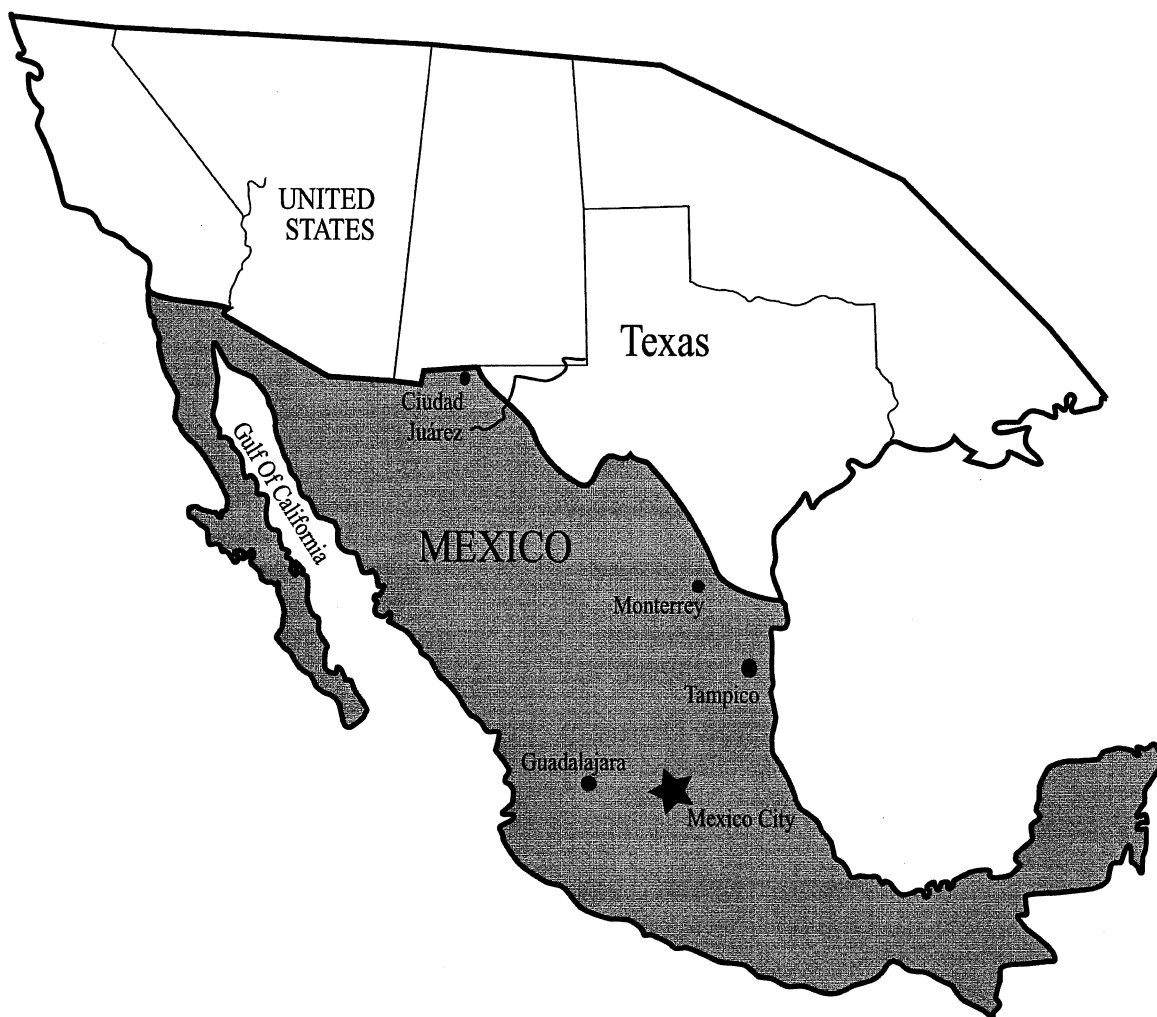 UNITED
STATES
Texas
Ciudad
Juárez
Gulf Of California
MEXICO
Monterrey
Tampico
Guadalajara
Mexico City